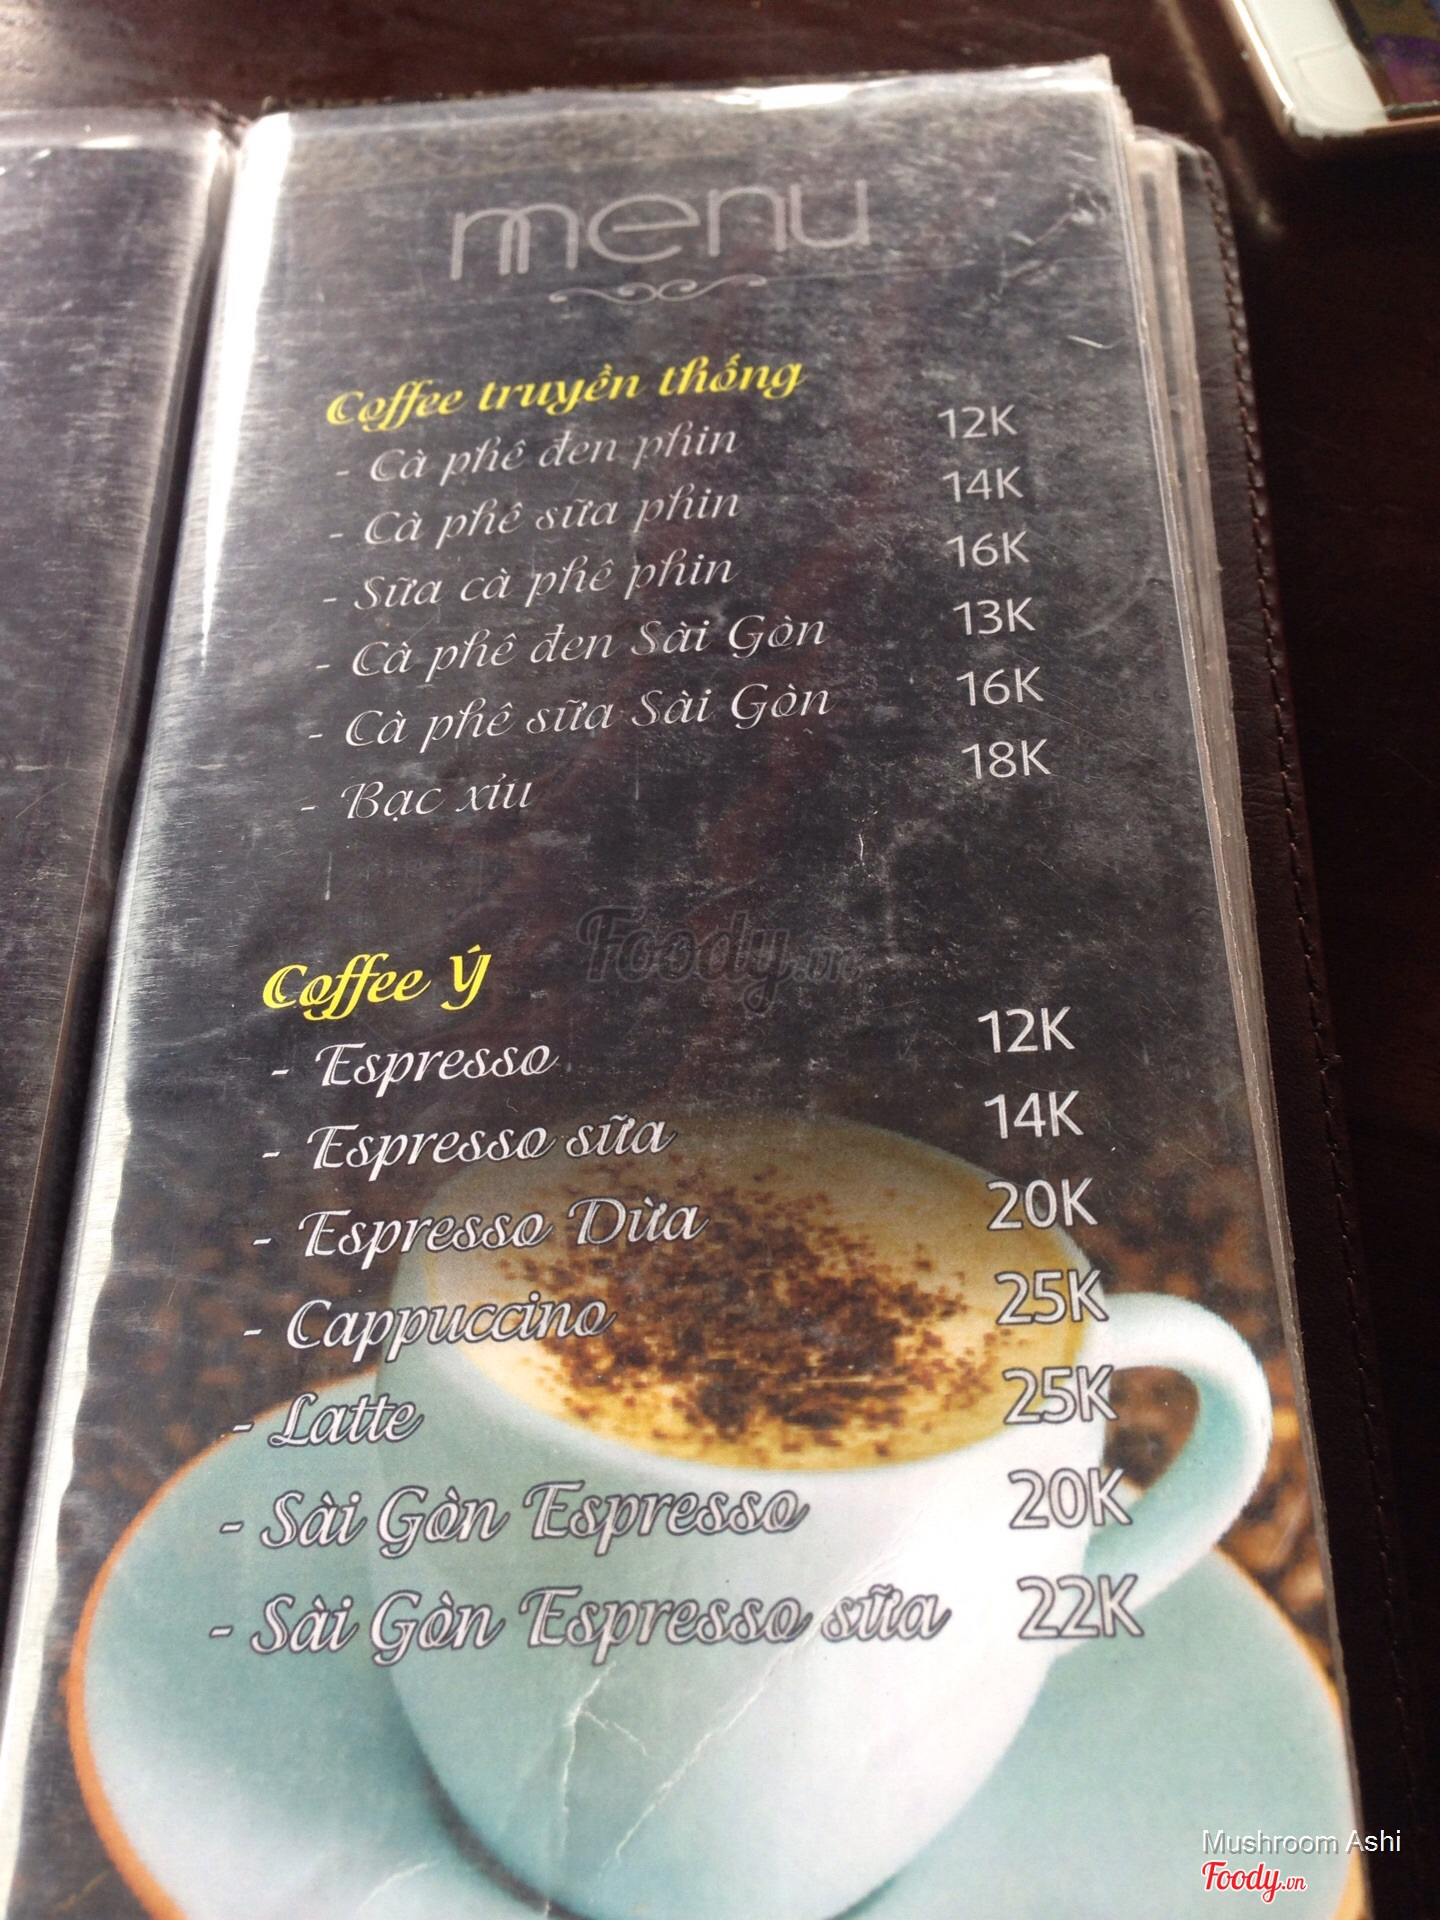 menu
Coffee truyền thống
- Cà phê đen phin 12K
- Cà phê sữa phin 14K
- Sữa cà phê phin 16K
- Cà phê đen Sài Gòn 13K
- Cà phê sữa Sài Gòn 16K
- Bạc xỉu 18K
Foody.vn
Coffee Ý
- Espresso 12K
- Espresso sữa 14K
- Espresso Dừa 20K
- Cappuccino 25K
- Latte 25K
- Sài Gòn Espresso 20K
- Sài Gòn Espresso sữa 22K
Mushroom Ashi
Foody.vn